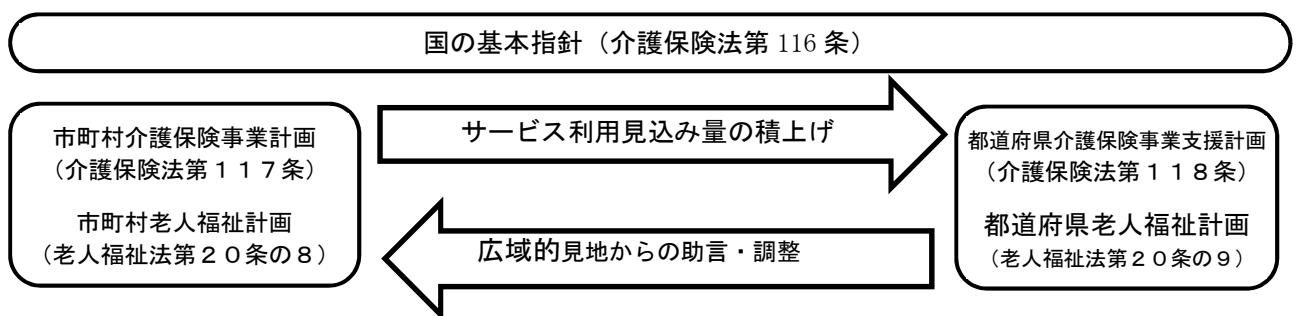 国の基本指針（介護保険法第 116 条）
市町村介護保険事業計画
（介護保険法第１１７条）
市町村老人福祉計画
（老人福祉法第２０条の８）
サービス利用見込み量の積上げ
広域的見地からの助言・調整
都道府県介護保険事業支援計画
（介護保険法第１１８条）
都道府県老人福祉計画
（老人福祉法第２０条の９）